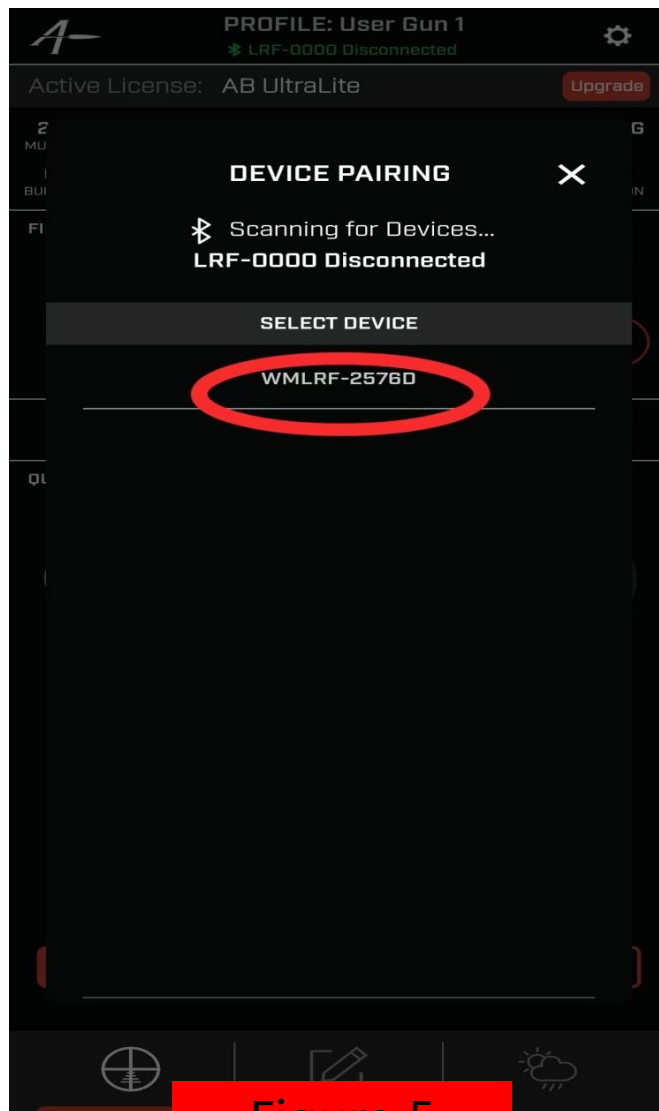 PROFILE: User Gun 1
LRF-0000 Disconnected
Active License: AB UltraLite
Upgrade
DEVICE PAIRING
Scanning for Devices...
LRF-0000 Disconnected
SELECT DEVICE
WMLRF-2576D